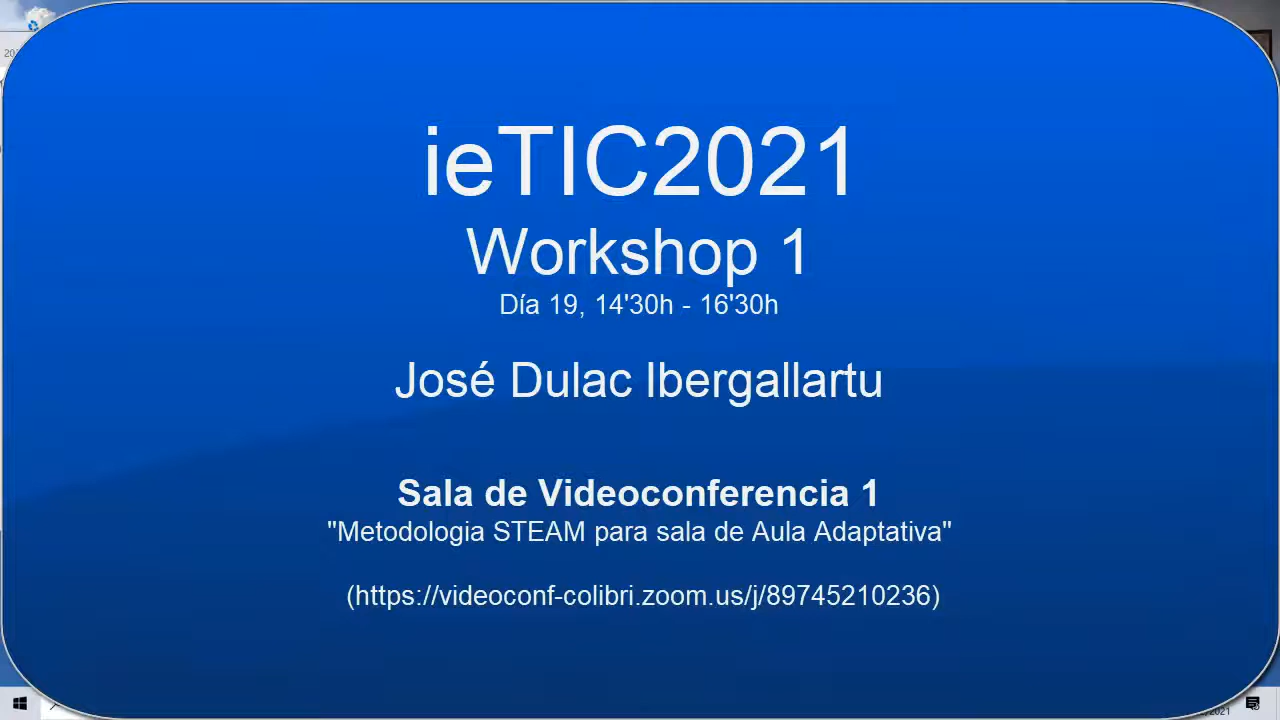 ieTIC2021
Workshop 1
Día 19, 14'30h - 16'30h
José Dulac Ibergallartu
Sala de Videoconferencia 1
"Metodologia STEAM para sala de Aula Adaptativa"
(https://videoconf-colibri.zoom.us/j/89745210236)